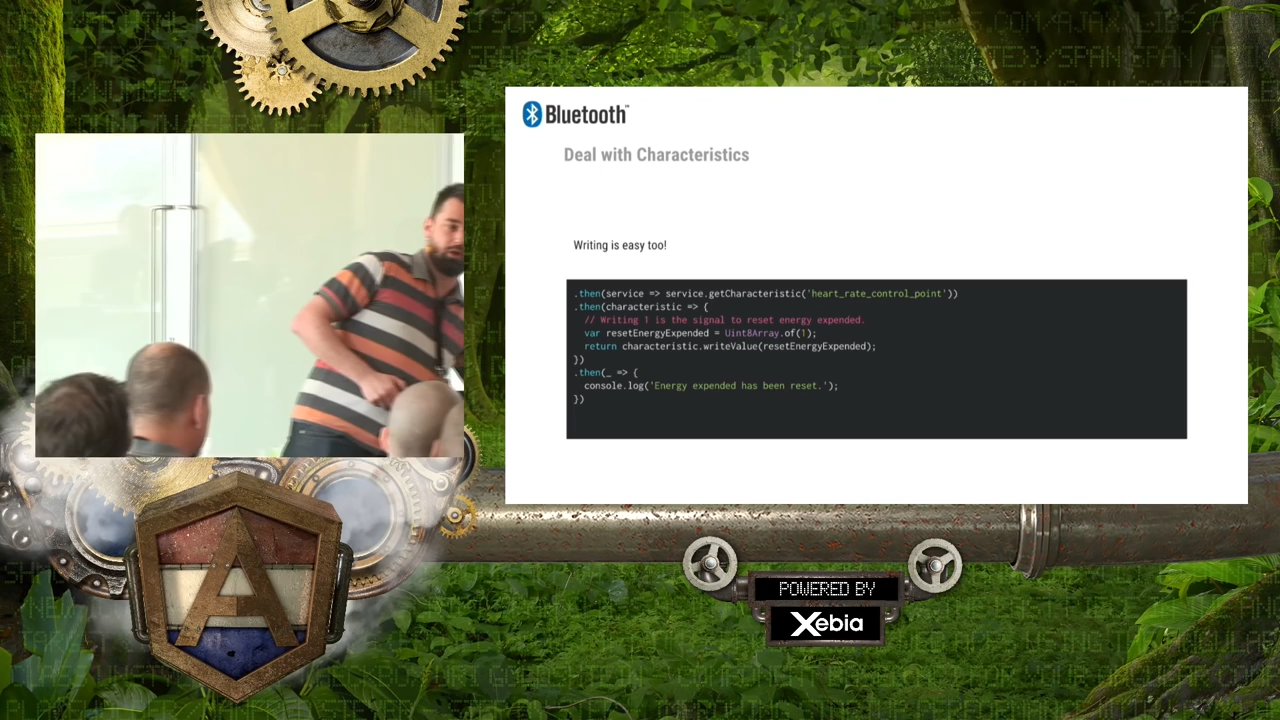 Bluetooth™
Deal with Characteristics
Writing is easy too!
.then(service => service.getCharacteristic('heart_rate_control_point'))
.then(characteristic => {
// Writing 1 is the signal to reset energy expended.
var resetEnergyExpended = Uint8Array.of(1);
return characteristic.writeValue(resetEnergyExpended);
})
.then(_ => {
console.log('Energy expended has been reset.');
})
A
POWERED BY
Xebia